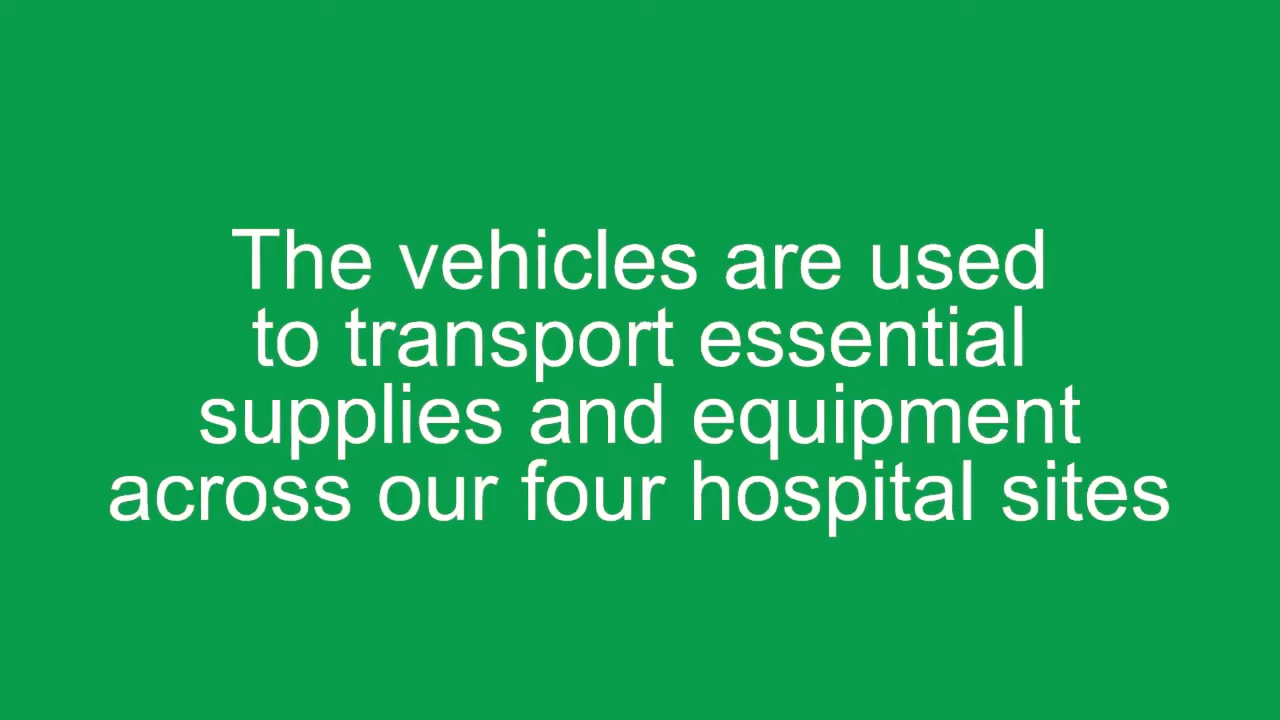 The vehicles are used
to transport essential
supplies and equipment
across our four hospital sites